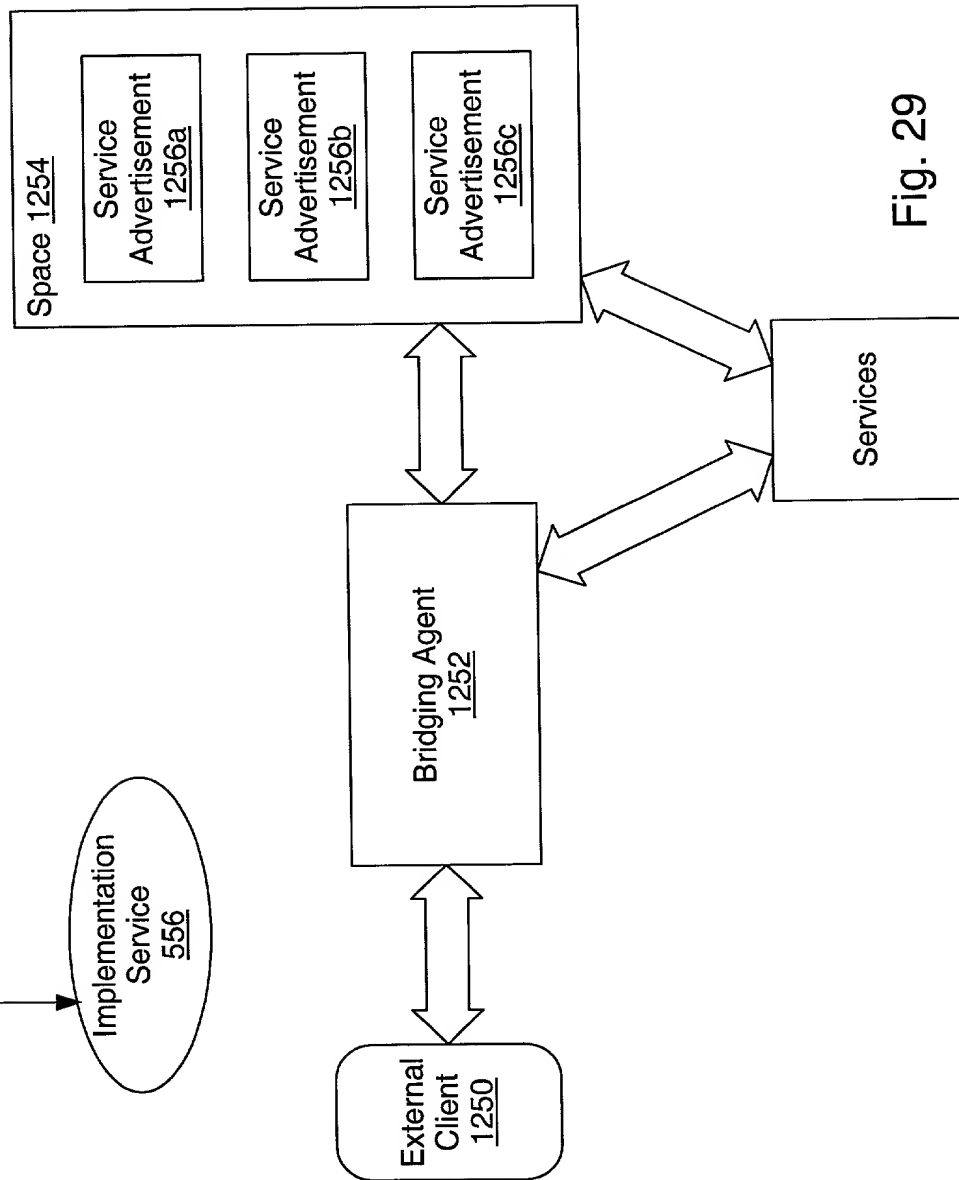 Implementation
Service
556
External
Client
1250
Bridging Agent
1252
Space 1254
Service
Advertisement
1256a
Service
Advertisement
1256b
Service
Advertisement
1256c
Services
Fig. 29